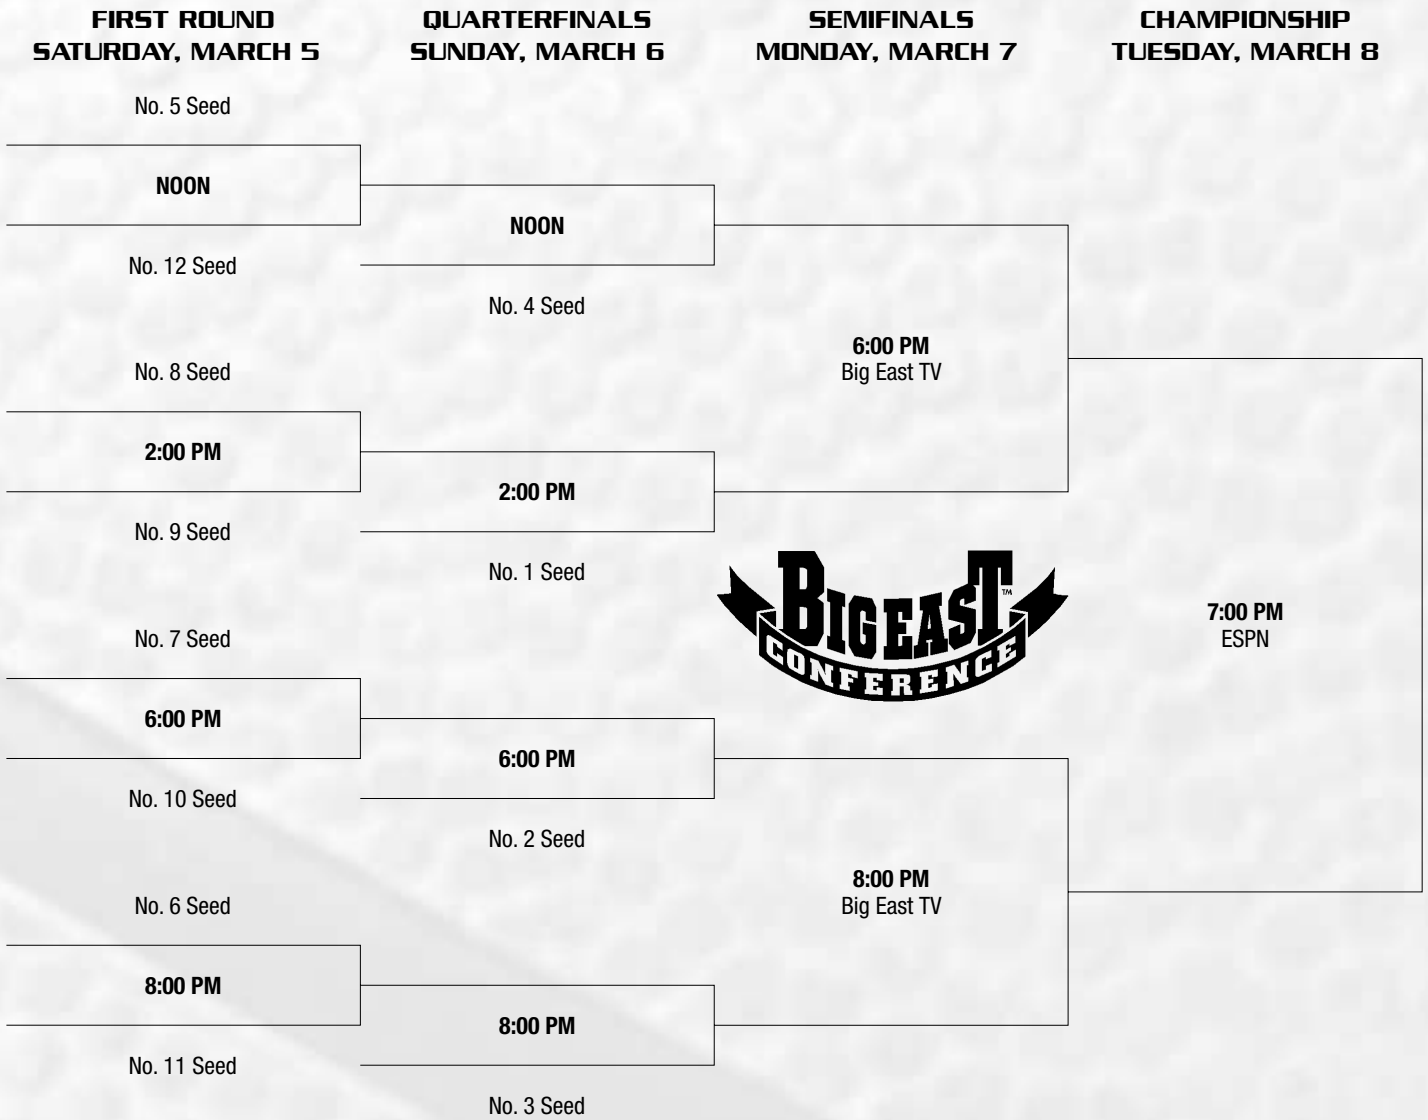 FIRST ROUND
SATURDAY, MARCH 5
QUARTERFINALS
SUNDAY, MARCH 6
SEMIFINALS
MONDAY, MARCH 7
CHAMPIONSHIP
TUESDAY, MARCH 8
No. 5 Seed
NOON
No. 12 Seed
No. 8 Seed
2:00 PM
No. 9 Seed
No. 7 Seed
6:00 PM
No. 10 Seed
No. 6 Seed
8:00 PM
No. 11 Seed
NOON
No. 4 Seed
2:00 PM
No. 1 Seed
6:00 PM
No. 2 Seed
8:00 PM
No. 3 Seed
6:00 PM
Big East TV
BIG EAST™
CONFERENCE
8:00 PM
Big East TV
7:00 PM
ESPN